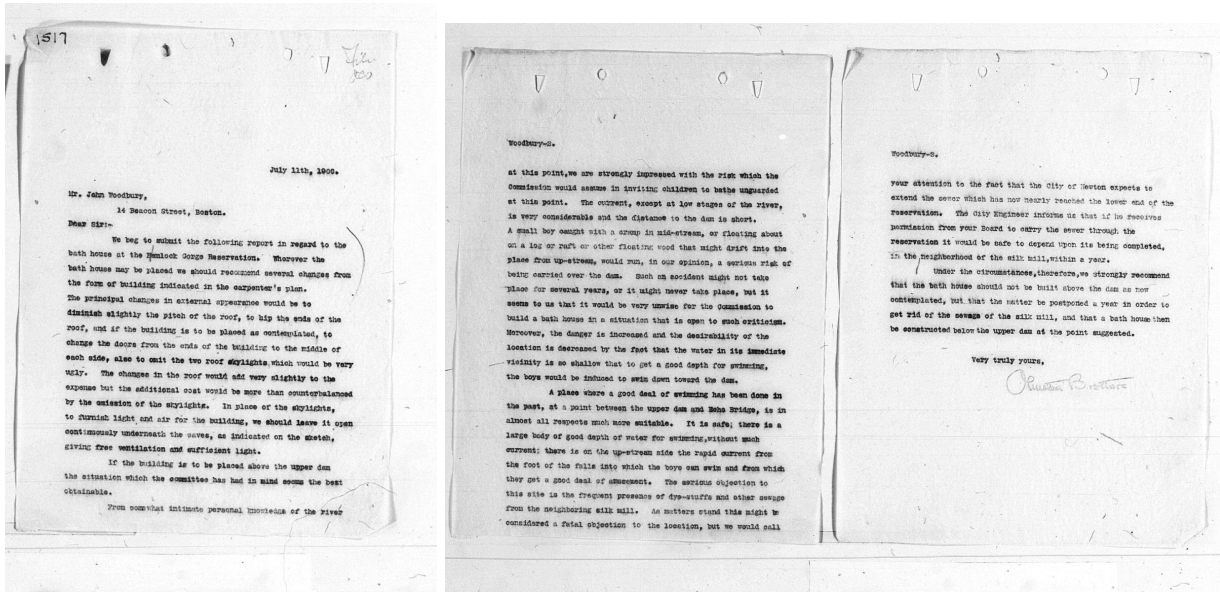 1517
July 11th, 1900.
Mr. John Woodbury,
14 Beacon Street, Boston.
Dear Sir:-
We beg to submit the following report in regard to the
bath house at the Hemlock Gorge Reservation. Wherever the
bath house may be placed we should recommend several changes from
the form of building indicated in the carpenter's plan.
The principal changes in external appearance would be to
diminish slightly the pitch of the roof, to hip the ends of the
roof, and if the building is to be placed as contemplated, to
change the doors from the ends of the building to the middle of
each side, also to omit the two roof skylights,which would be very
ugly. The changes in the roof would add very slightly to the
expense but the additional cost would be more than counterbalanced
by the omission of the skylights. In place of the skylights,
to furnish light and air for the building, we should leave it open
continuously underneath the eaves, as indicated on the sketch,
giving free ventilation and sufficient light.
If the building is to be placed above the upper dam
the situation which the committee has had in mind seems the best
obtainable.
From somewhat intimate personal knowledge of the river
Woodbury-2.
at this point,we are strongly impressed with the risk which the
Commission would assume in inviting children to bathe unguarded
at this point. The current, except at low stages of the river,
is very considerable and the distance to the dam is short.
A small boy caught with a cramp in mid-stream, or floating about
on a log or raft or other floating wood that might drift into the
place from up-stream, would run, in our opinion, a serious risk of
being carried over the dam. Such an accident might not take
place for several years, or it might never take place, but it
seems to us that it would be very unwise for the Commission to
build a bath house in a situation that is open to such criticism.
Moreover, the danger is increased and the desirability of the
location is decreased by the fact that the water in its immediate
vicinity is so shallow that to get a good depth for swimming,
the boys would be induced to swim down toward the dam.
A place where a good deal of swimming has been done in
the past, at a point between the upper dam and Echo Bridge, is in
almost all respects much more suitable. It is safe; there is a
large body of good depth of water for swimming,without much
current; there is on the up-stream side the rapid current from
the foot of the falls into which the boys can swim and from which
they get a good deal of amusement. The serious objection to
this site is the frequent presence of dye-stuffs and other sewage
from the neighboring silk mill. As matters stand this might be
considered a fatal objection to the location, but we would call
Woodbury-3.
your attention to the fact that the City of Newton expects to
extend the sewer which has now nearly reached the lower end of the
reservation. The City Engineer informs us that if he receives
permission from your Board to carry the sewer through the
reservation it would be safe to depend upon its being completed,
in the neighborhood of the silk mill,within a year.
Under the circumstances,therefore,we strongly recommend
that the bath house should not be built above the dam as now
contemplated, but that the matter be postponed a year in order to
get rid of the sewage of the silk mill, and that a bath house then
be constructed below the upper dam at the point suggested.
Very truly yours,
Olmsted Brothers